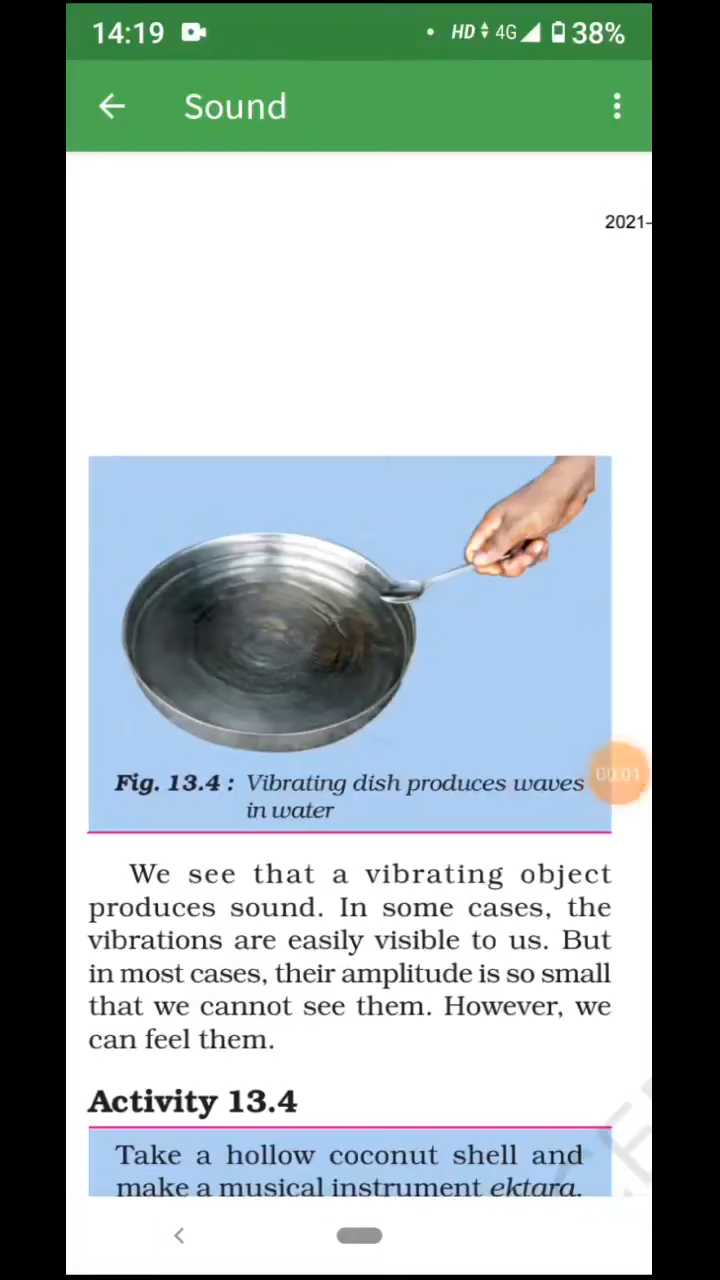 14:19 HD 4G 38%
Sound
2021-
Fig. 13.4 : Vibrating dish produces waves
in water
00:01
We see that a vibrating object
produces sound. In some cases, the
vibrations are easily visible to us. But
in most cases, their amplitude is so small
that we cannot see them. However, we
can feel them.
Activity 13.4
Take a hollow coconut shell and
make a musical instrument ektara.